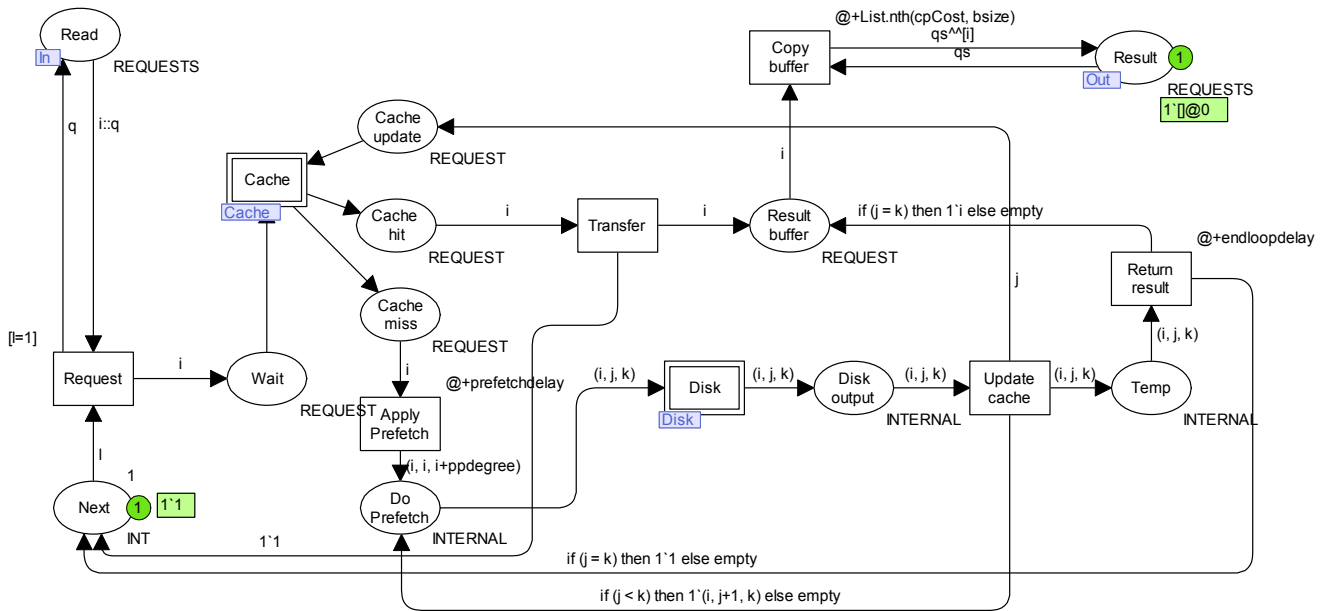 @+List.nth(cpCost, bsize)
qs^^[i]
qs
Read
In
REQUESTS
Copy
buffer
Result
1
Out
REQUESTS
1`[]@0
q
i::q
Cache
update
REQUEST
i
Cache
Cache
Cache
hit
REQUEST
i
Transfer
i
Result
buffer
REQUEST
if (j = k) then 1`i else empty
@+endloopdelay
Return
result
j
Cache
miss
REQUEST
[l=1]
Request
i
Wait
REQUEST
i
@+prefetchdelay
Apply
Prefetch
(i, j, k)
Disk
Disk
(i, j, k)
Disk
output
INTERNAL
(i, j, k)
Update
cache
(i, j, k)
(i, j, k)
Temp
INTERNAL
l
(i, i, i+ppdegree)
1
Next
1
1`1
INT
Do
Prefetch
INTERNAL
1`1
if (j = k) then 1`1 else empty
if (j < k) then 1`(i, j+1, k) else empty